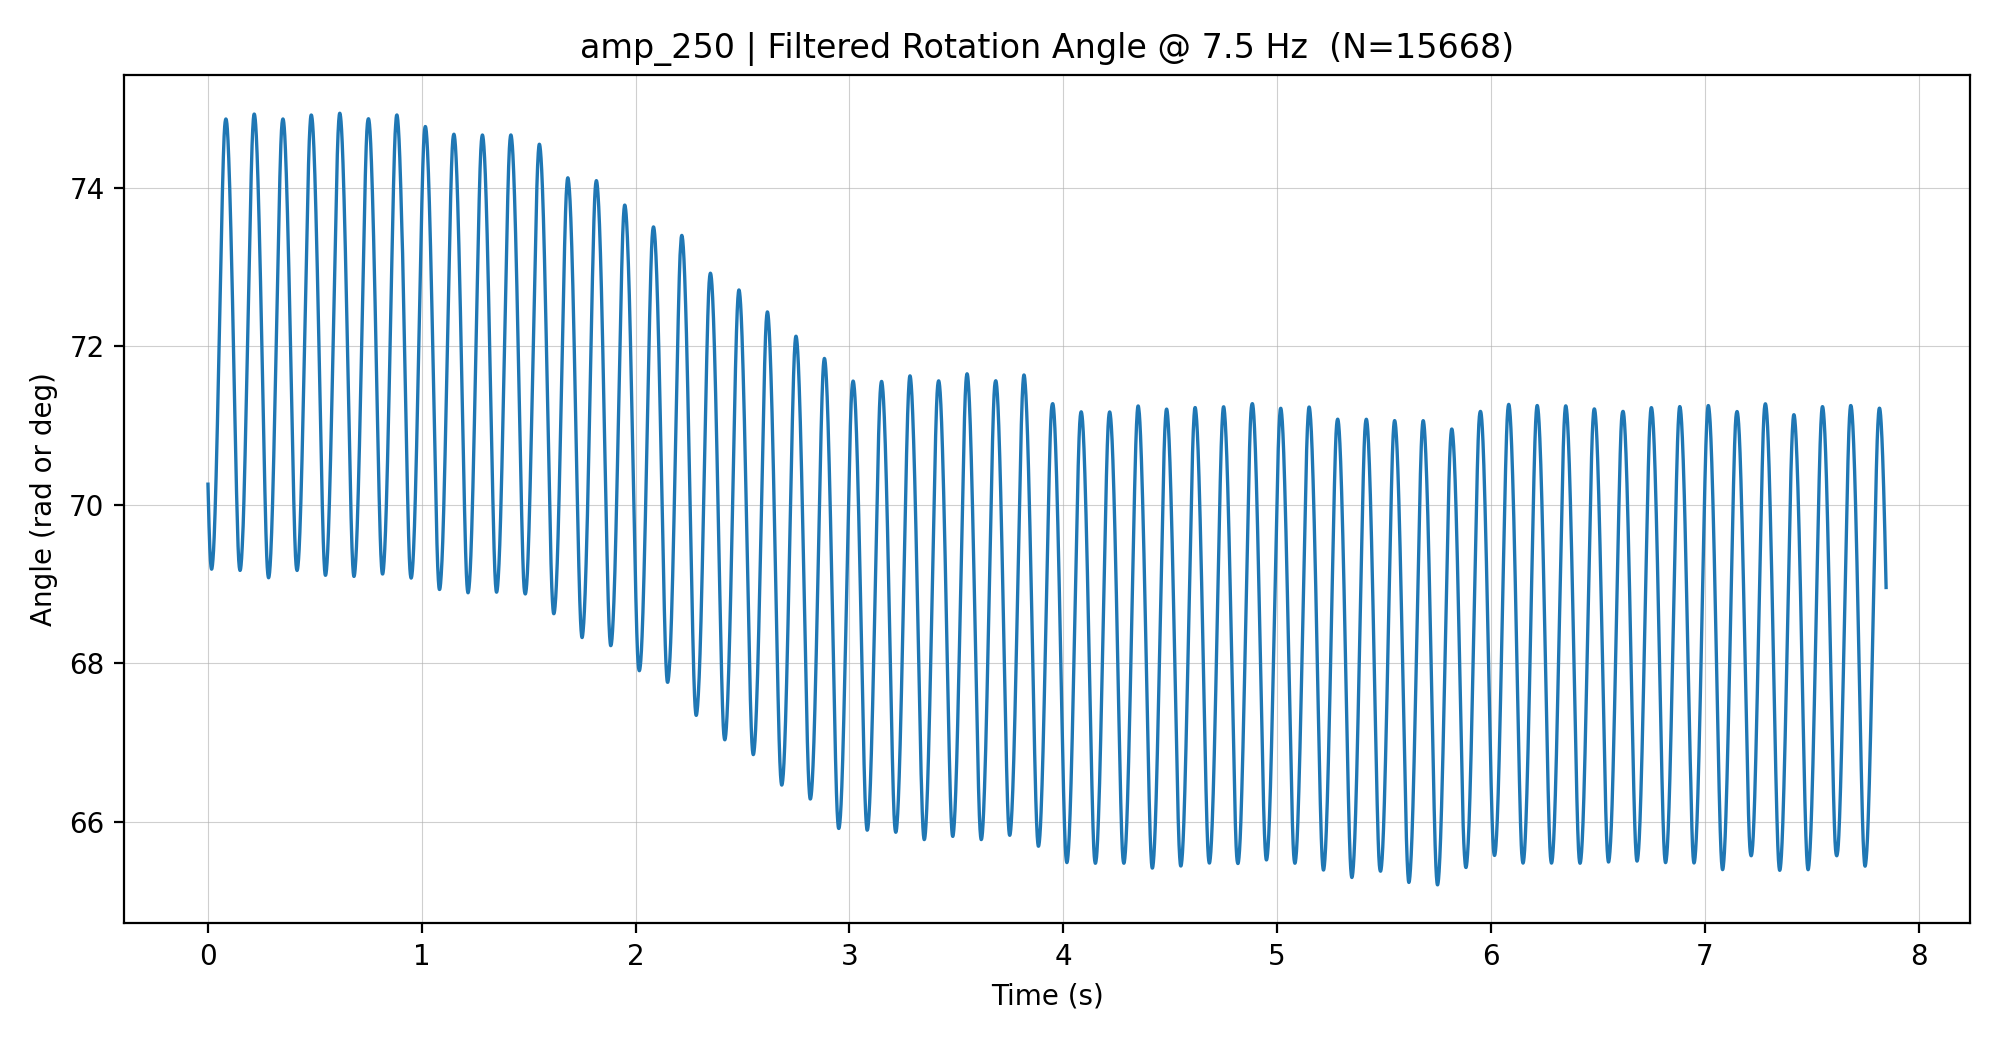 amp_250 | Filtered Rotation Angle @ 7.5 Hz  (N=15668)
Angle (rad or deg)
74
72
70
68
66
0 1 2 3 4 5 6 7 8
Time (s)